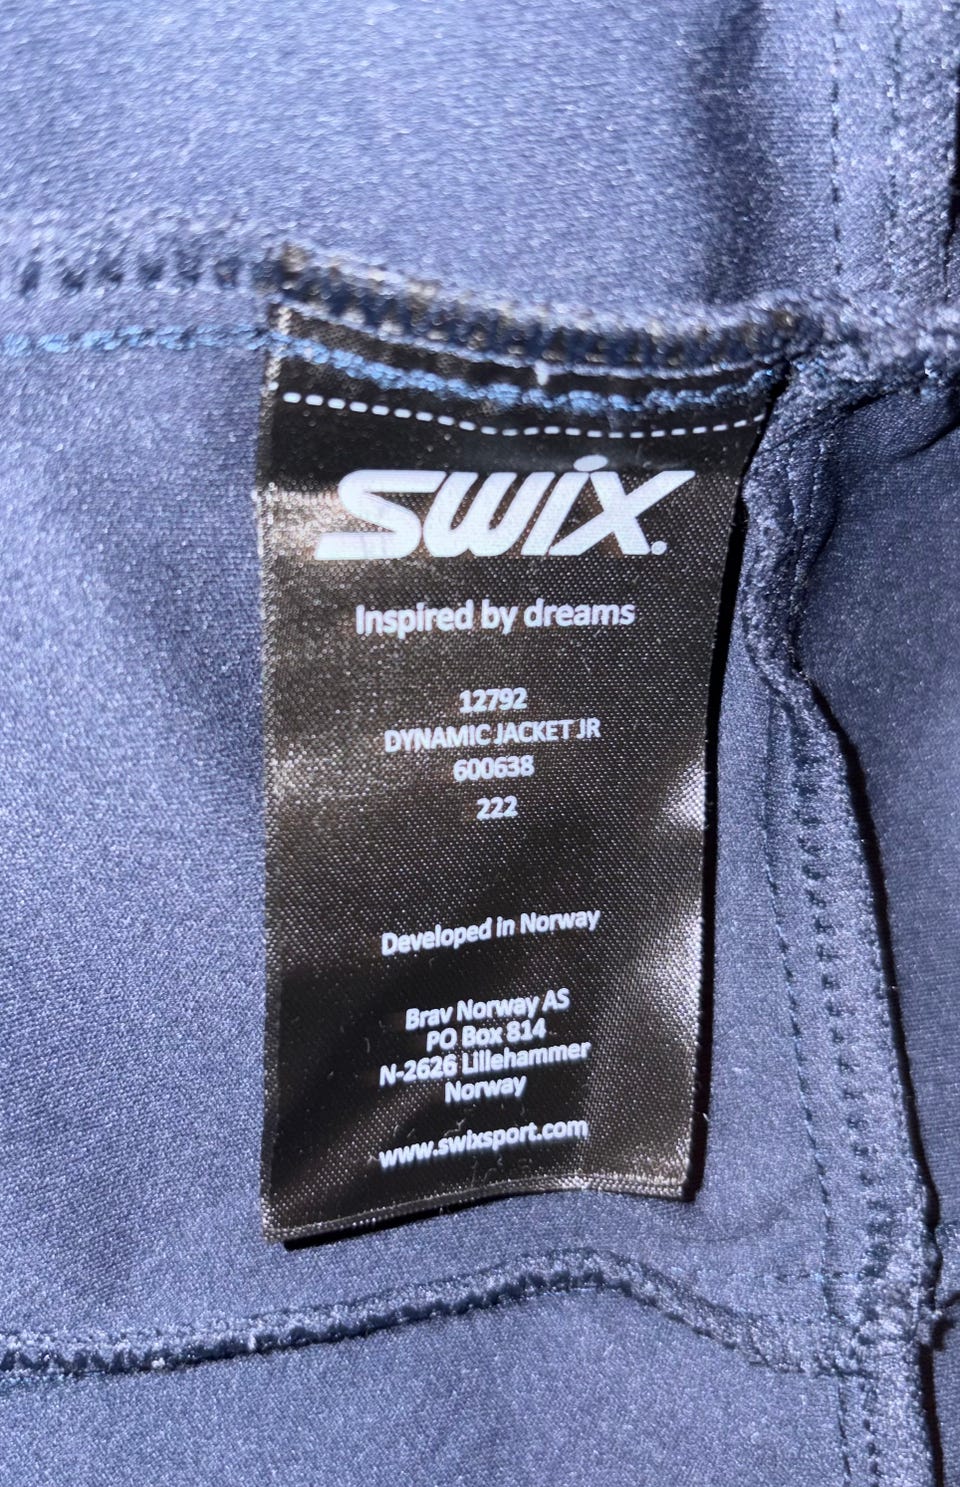 SWIX.
Inspired by dreams
12792
DYNAMIC JACKET JR
600638
222
Developed in Norway
Brav Norway AS
PO Box 814
N-2626 Lillehammer
Norway
www.swixsport.com